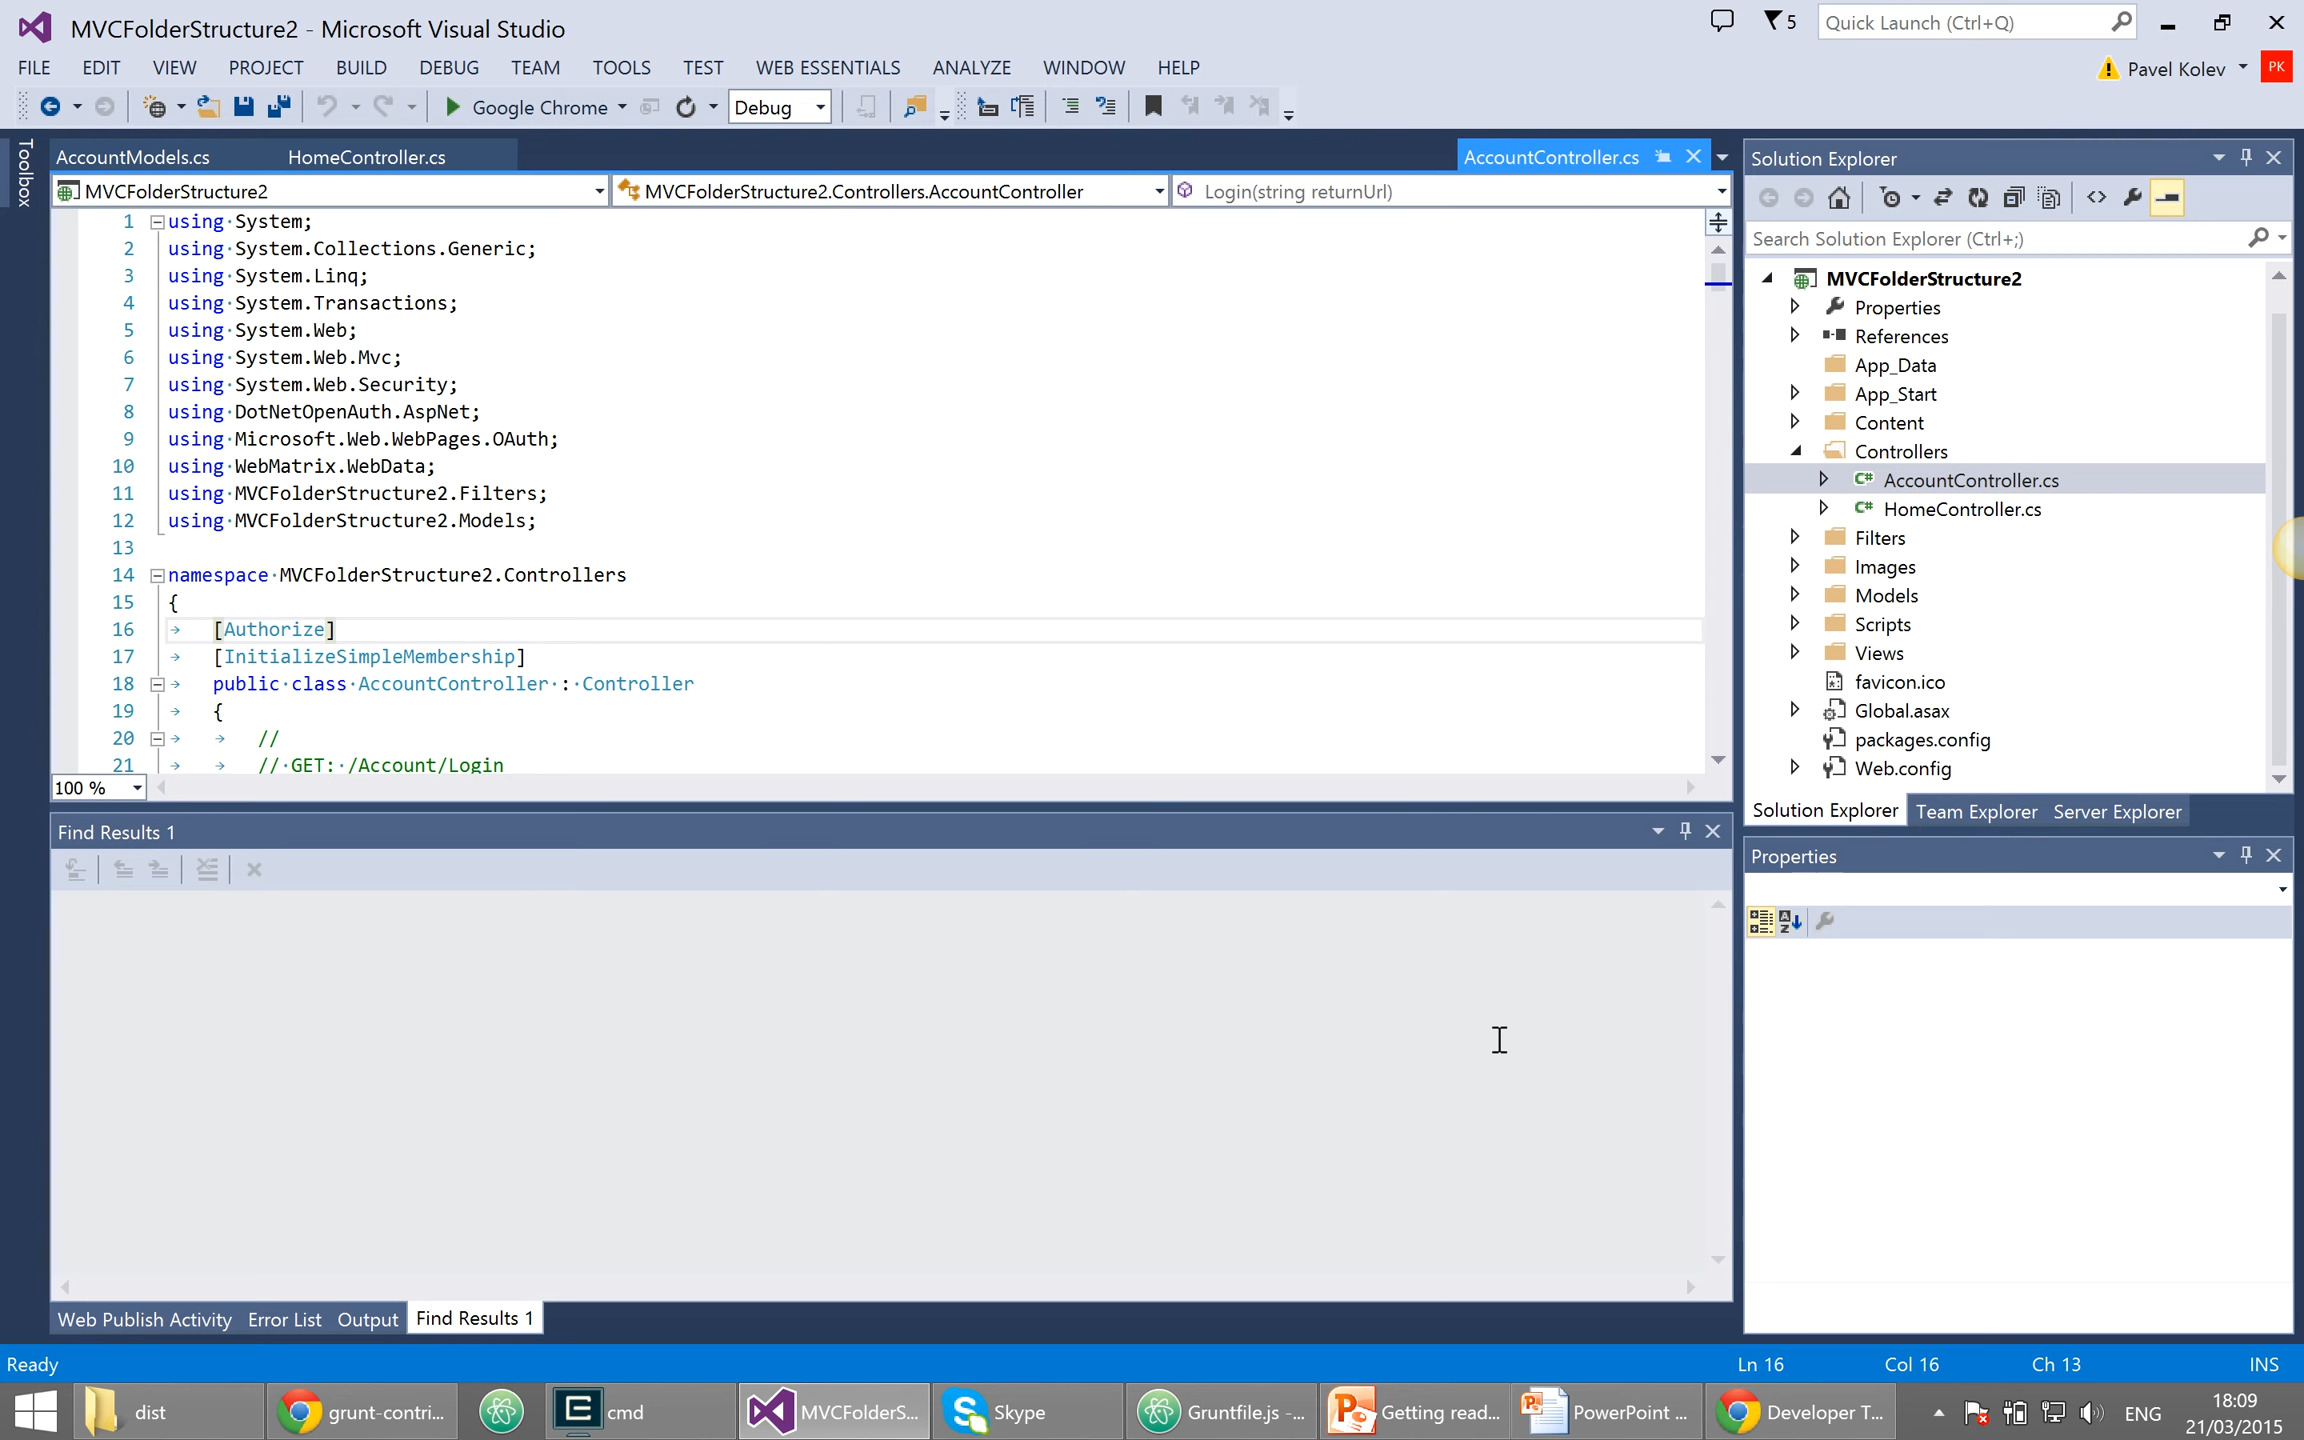 MVCFolderStructure2 - Microsoft Visual Studio
5
Quick Launch (Ctrl+Q)
FILE EDIT VIEW PROJECT BUILD DEBUG TEAM TOOLS TEST WEB ESSENTIALS ANALYZE WINDOW HELP
Pavel Kolev
PK
Google Chrome
Debug
Toolbox
AccountModels.cs
HomeController.cs
AccountController.cs
MVCFolderStructure2
MVCFolderStructure2.Controllers.AccountController
Login(string returnUrl)
1 using System;
2 using System.Collections.Generic;
3 using System.Linq;
4 using System.Transactions;
5 using System.Web;
6 using System.Web.Mvc;
7 using System.Web.Security;
8 using DotNetOpenAuth.AspNet;
9 using Microsoft.Web.WebPages.OAuth;
10 using WebMatrix.WebData;
11 using MVCFolderStructure2.Filters;
12 using MVCFolderStructure2.Models;
13
14 namespace MVCFolderStructure2.Controllers
15 {
16 [Authorize]
17 [InitializeSimpleMembership]
18 public class AccountController : Controller
19 {
20 //
21 // GET: /Account/Login
100 %
Find Results 1
Web Publish Activity
Error List
Output
Find Results 1
Solution Explorer
Search Solution Explorer (Ctrl+;)
MVCFolderStructure2
Properties
References
App_Data
App_Start
Content
Controllers
C# AccountController.cs
C# HomeController.cs
Filters
Images
Models
Scripts
Views
favicon.ico
Global.asax
packages.config
Web.config
Solution Explorer
Team Explorer
Server Explorer
Properties
Ready
Ln 16
Col 16
Ch 13
INS
dist
grunt-contri...
cmd
MVCFolderS...
Skype
Gruntfile.js -...
Getting read...
PowerPoint ...
Developer T...
ENG
18:09
21/03/2015